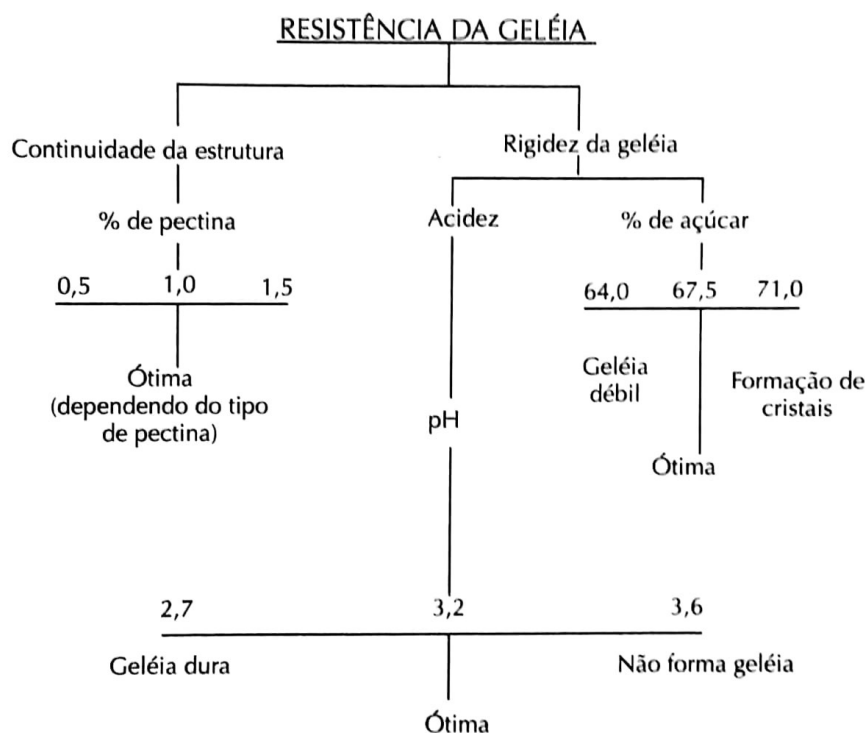 RESISTÊNCIA DA GELÉIA
Continuidade da estrutura
Rigidez da geléia
% de pectina
Acidez
% de açúcar
0,5 1,0 1,5
64,0 67,5 71,0
Ótima
(dependendo do tipo
de pectina)
Geléia
débil
Formação de
cristais
pH
Ótima
2,7 3,2 3,6
Geléia dura
Não forma geléia
Ótima